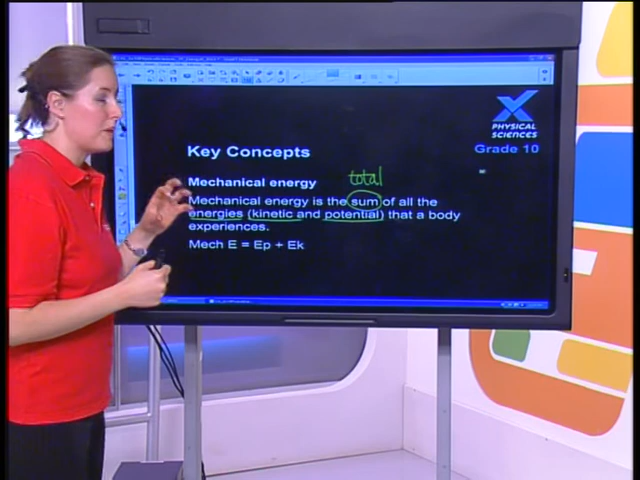 PHYSICAL
SCIENCES
Grade 10
Key Concepts
total
Mechanical energy
Mechanical energy is the sum of all the
energies (kinetic and potential) that a body
experiences.
Mech E = Ep + Ek